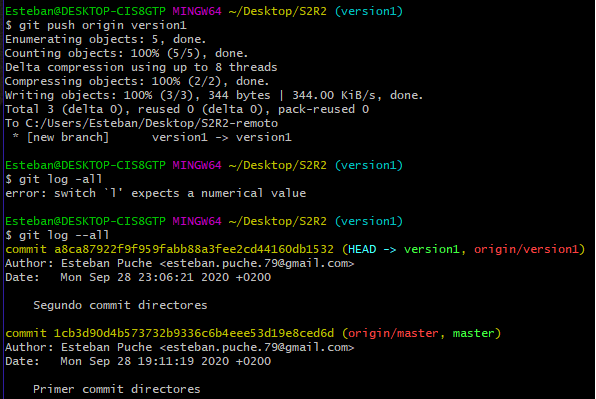 Esteban@DESKTOP-CIS8GTP MINGW64 ~/Desktop/S2R2 (version1)
$ git push origin version1
Enumerating objects: 5, done.
Counting objects: 100% (5/5), done.
Delta compression using up to 8 threads
Compressing objects: 100% (2/2), done.
Writing objects: 100% (3/3), 344 bytes | 344.00 KiB/s, done.
Total 3 (delta 0), reused 0 (delta 0), pack-reused 0
To C:/Users/Esteban/Desktop/S2R2-remoto
 * [new branch]      version1 -> version1
Esteban@DESKTOP-CIS8GTP MINGW64 ~/Desktop/S2R2 (version1)
$ git log -all
error: switch `l' expects a numerical value
Esteban@DESKTOP-CIS8GTP MINGW64 ~/Desktop/S2R2 (version1)
$ git log --all
commit a8ca87922f9f959fabb88a3fee2cd44160db1532 (HEAD -> version1, origin/version1)
Author: Esteban Puche <esteban.puche.79@gmail.com>
Date:   Mon Sep 28 23:06:21 2020 +0200
    Segundo commit directores
commit 1cb3d90d4b573732b9336c6b4eee53d19e8ced6d (origin/master, master)
Author: Esteban Puche <esteban.puche.79@gmail.com>
Date:   Mon Sep 28 19:11:19 2020 +0200
    Primer commit directores